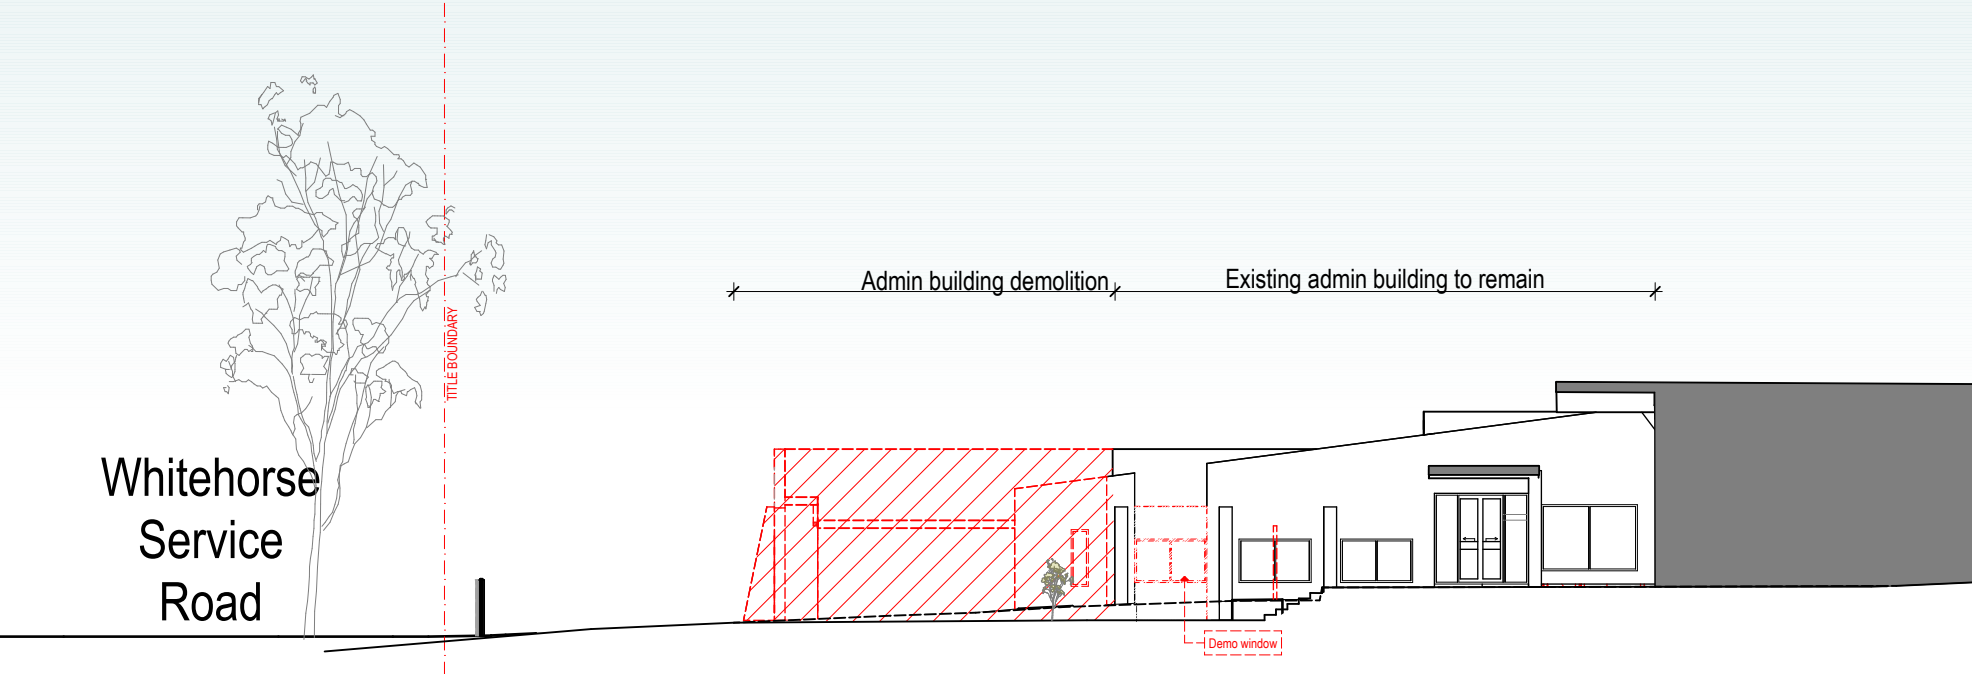 Admin building demolition
Existing admin building to remain
TITLE BOUNDARY
Whitehorse
Service
Road
Demo window